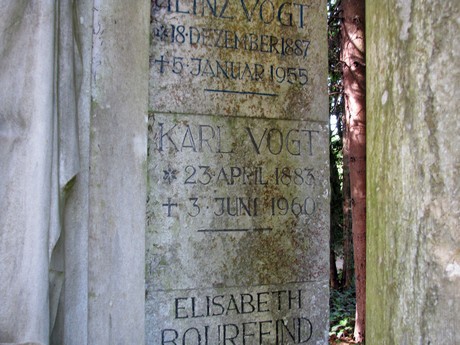 HEINZ VOGT
*18·DEZEMBER 1887
†5·JANUAR 1955
KARL VOGT
*23·APRIL·1883
†3·JUNI·1960
ELISABETH
BOURFEIND